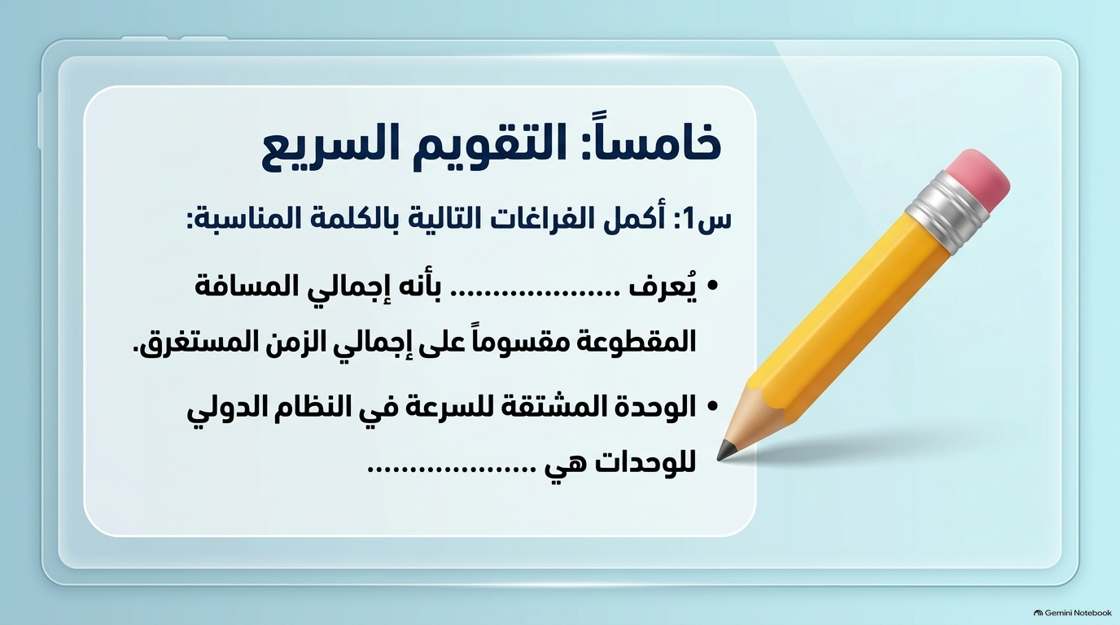 خامساً: التقويم السريع
س1: أكمل الفراغات التالية بالكلمة المناسبة:
• يُعرف .................... بأنه إجمالي المسافة
المقطوعة مقسوماً على إجمالي الزمن المستغرق.
• الوحدة المشتقة للسرعة في النظام الدولي
للوحدات هي ....................
Gemini Notebook